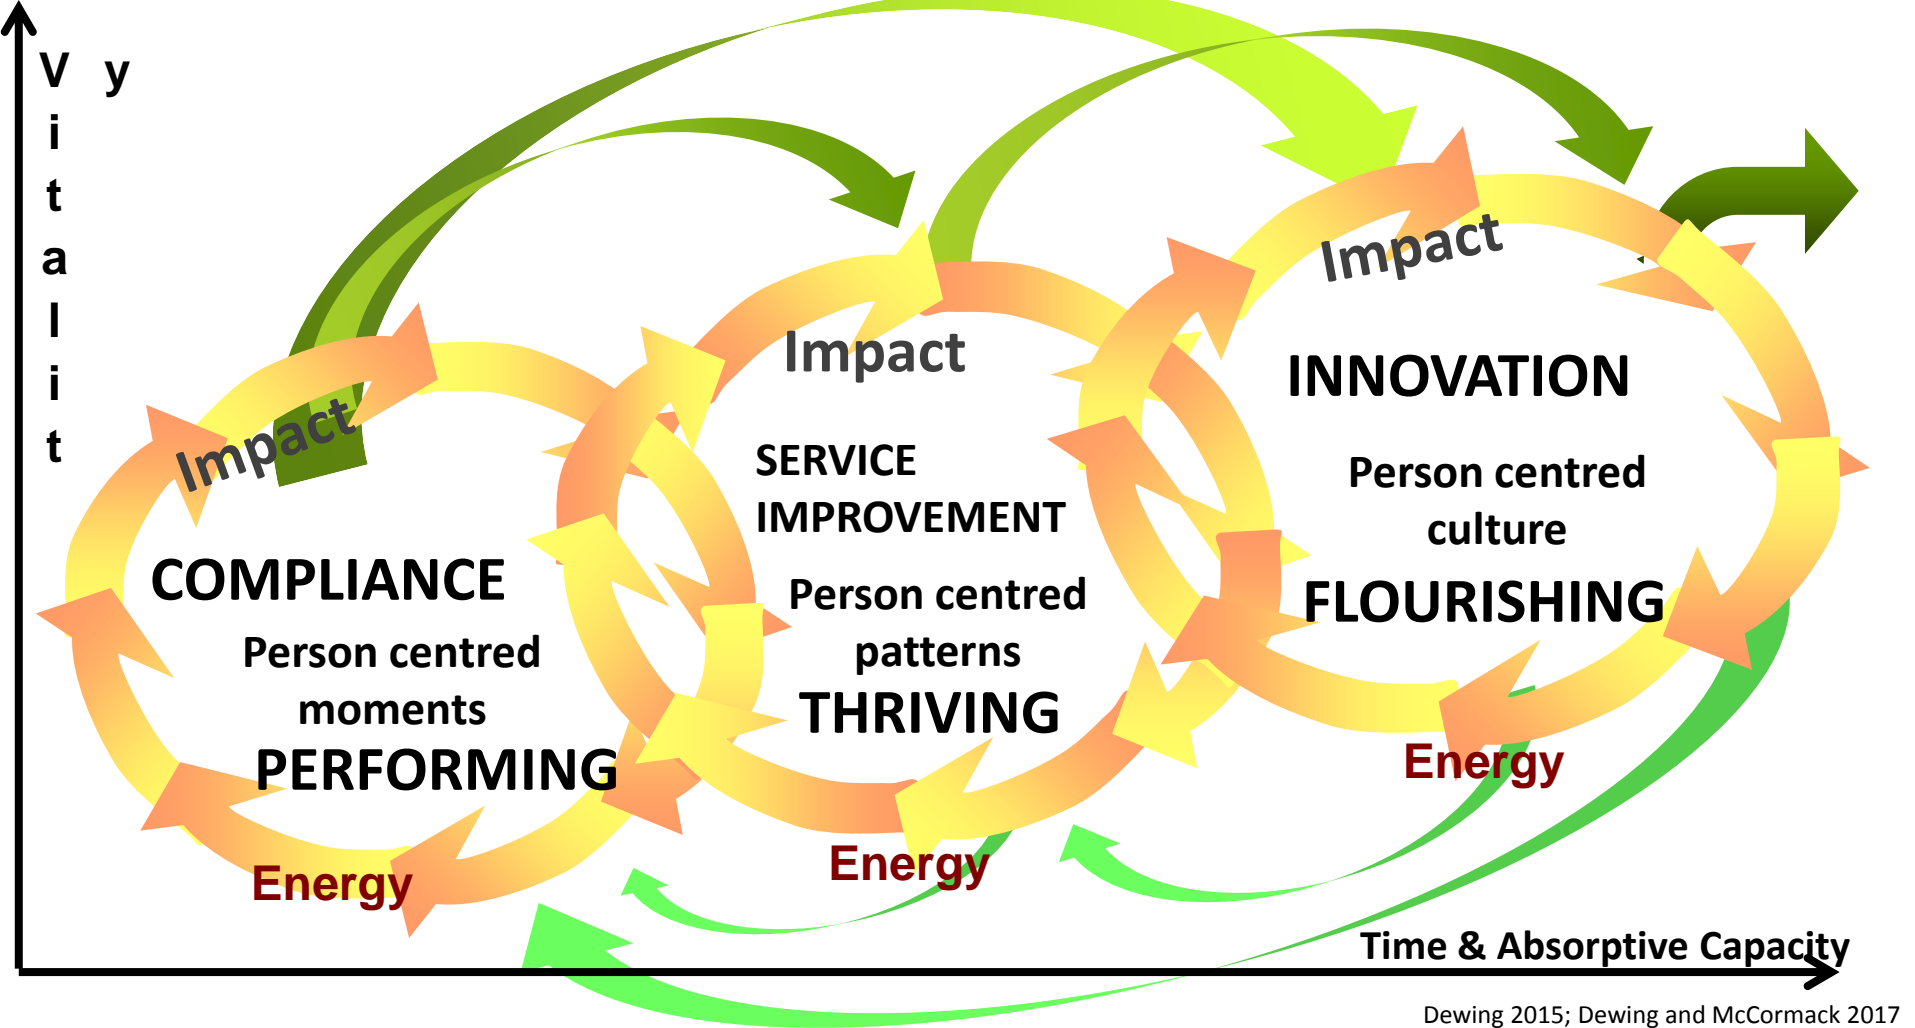 Vitality
Impact
COMPLIANCE
Person centred
moments
PERFORMING
Energy
Impact
SERVICE
IMPROVEMENT
Person centred
patterns
THRIVING
Energy
Impact
INNOVATION
Person centred
culture
FLOURISHING
Energy
Time & Absorptive Capacity
Dewing 2015; Dewing and McCormack 2017